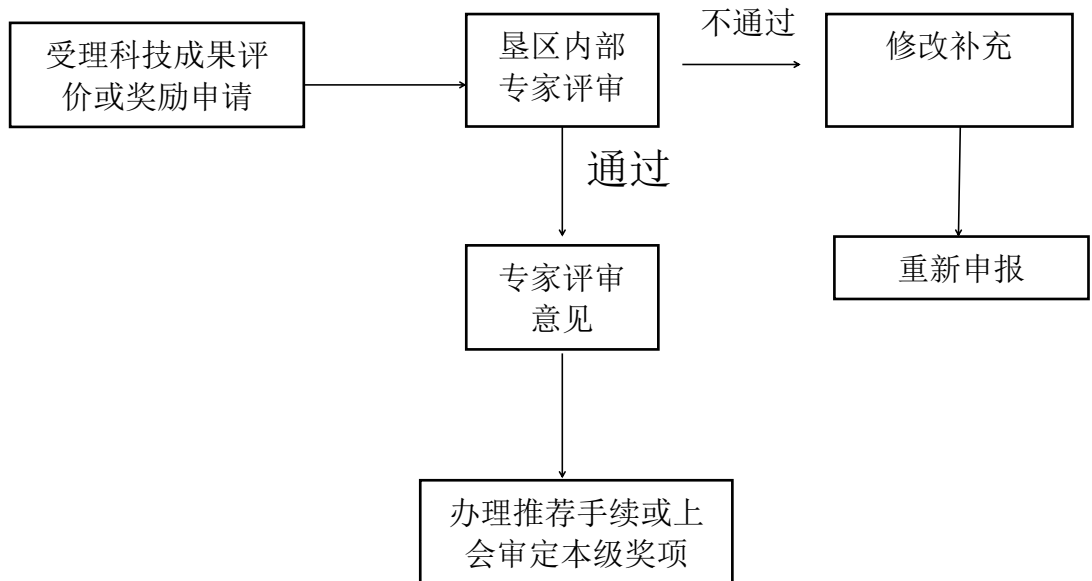 受理科技成果评
价或奖励申请
垦区内部
专家评审
不通过
修改补充
通过
专家评审
意见
重新申报
办理推荐手续或上
会审定本级奖项